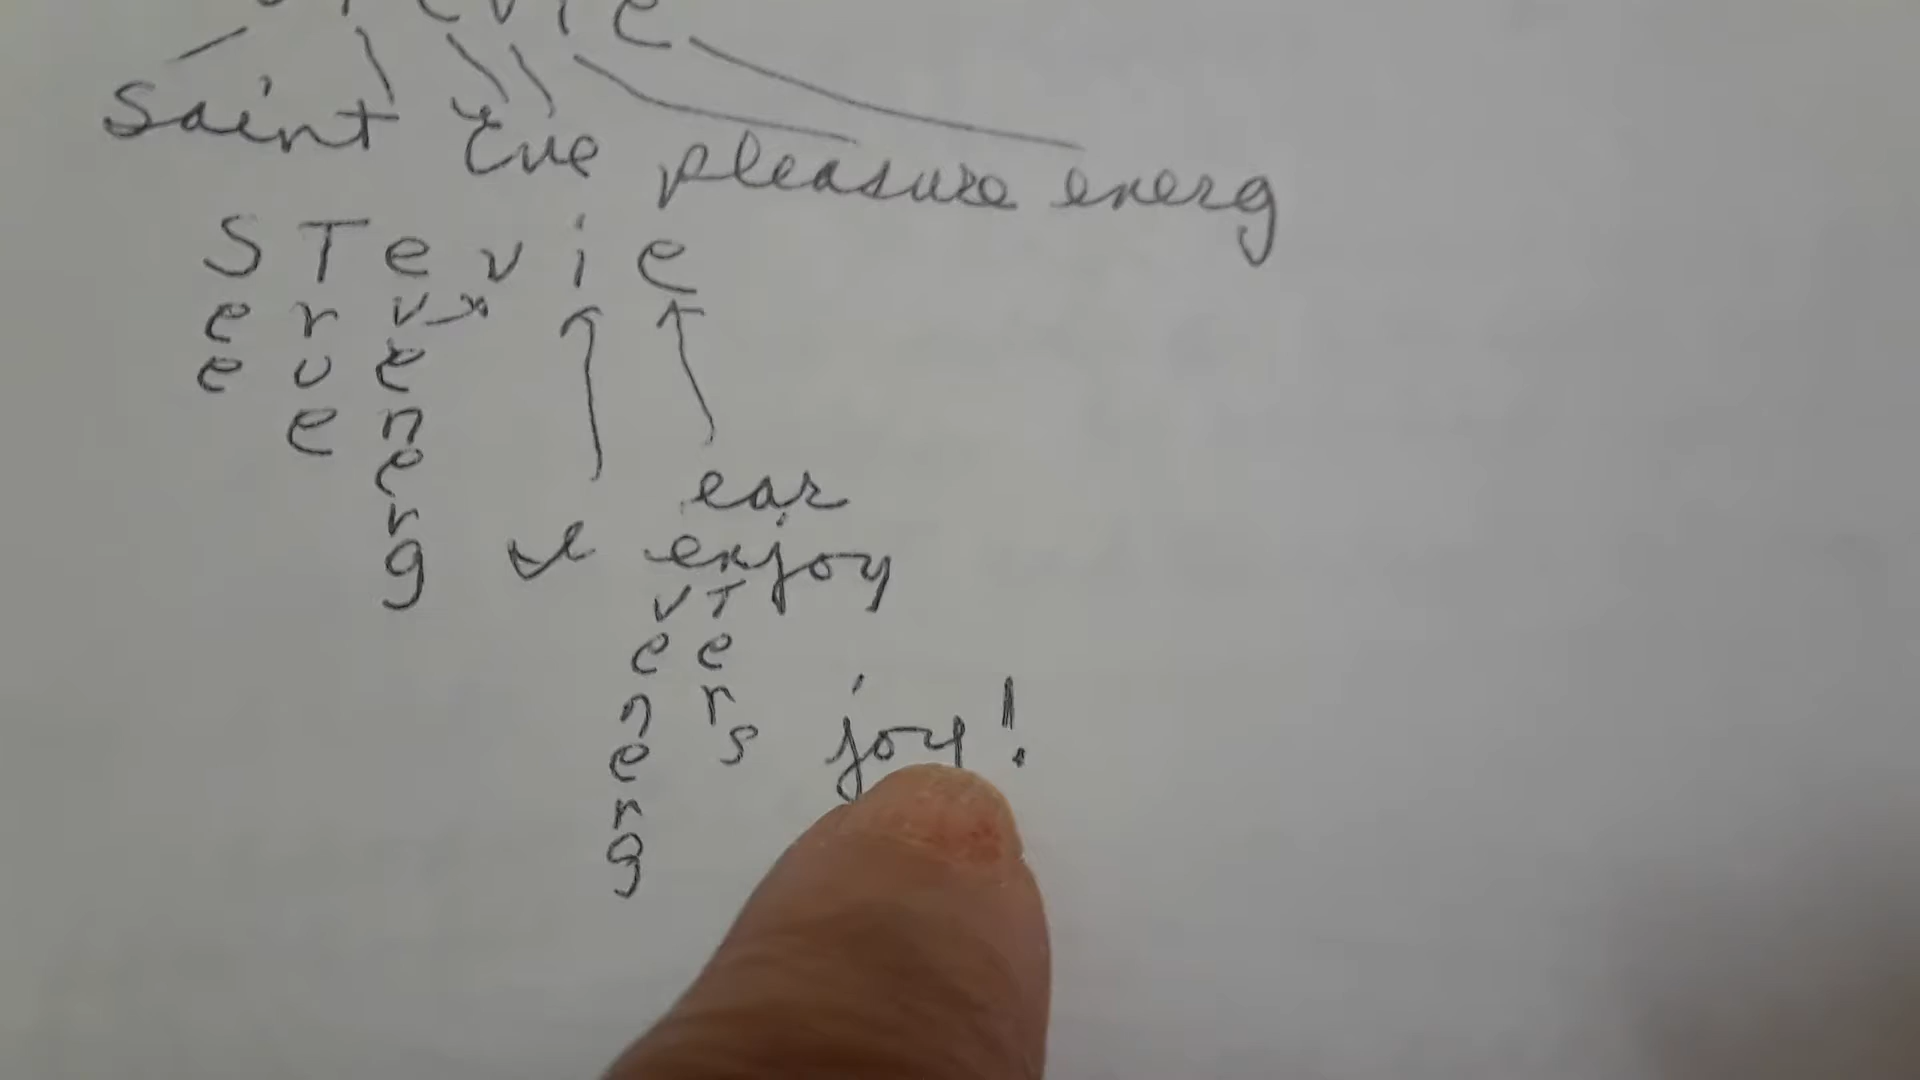 Saint Eve pleasure energ
STevie
e r v
e u e
e n
e
r
g
ear
enjoy
v T
e e
n r
e s
r
g
joy!